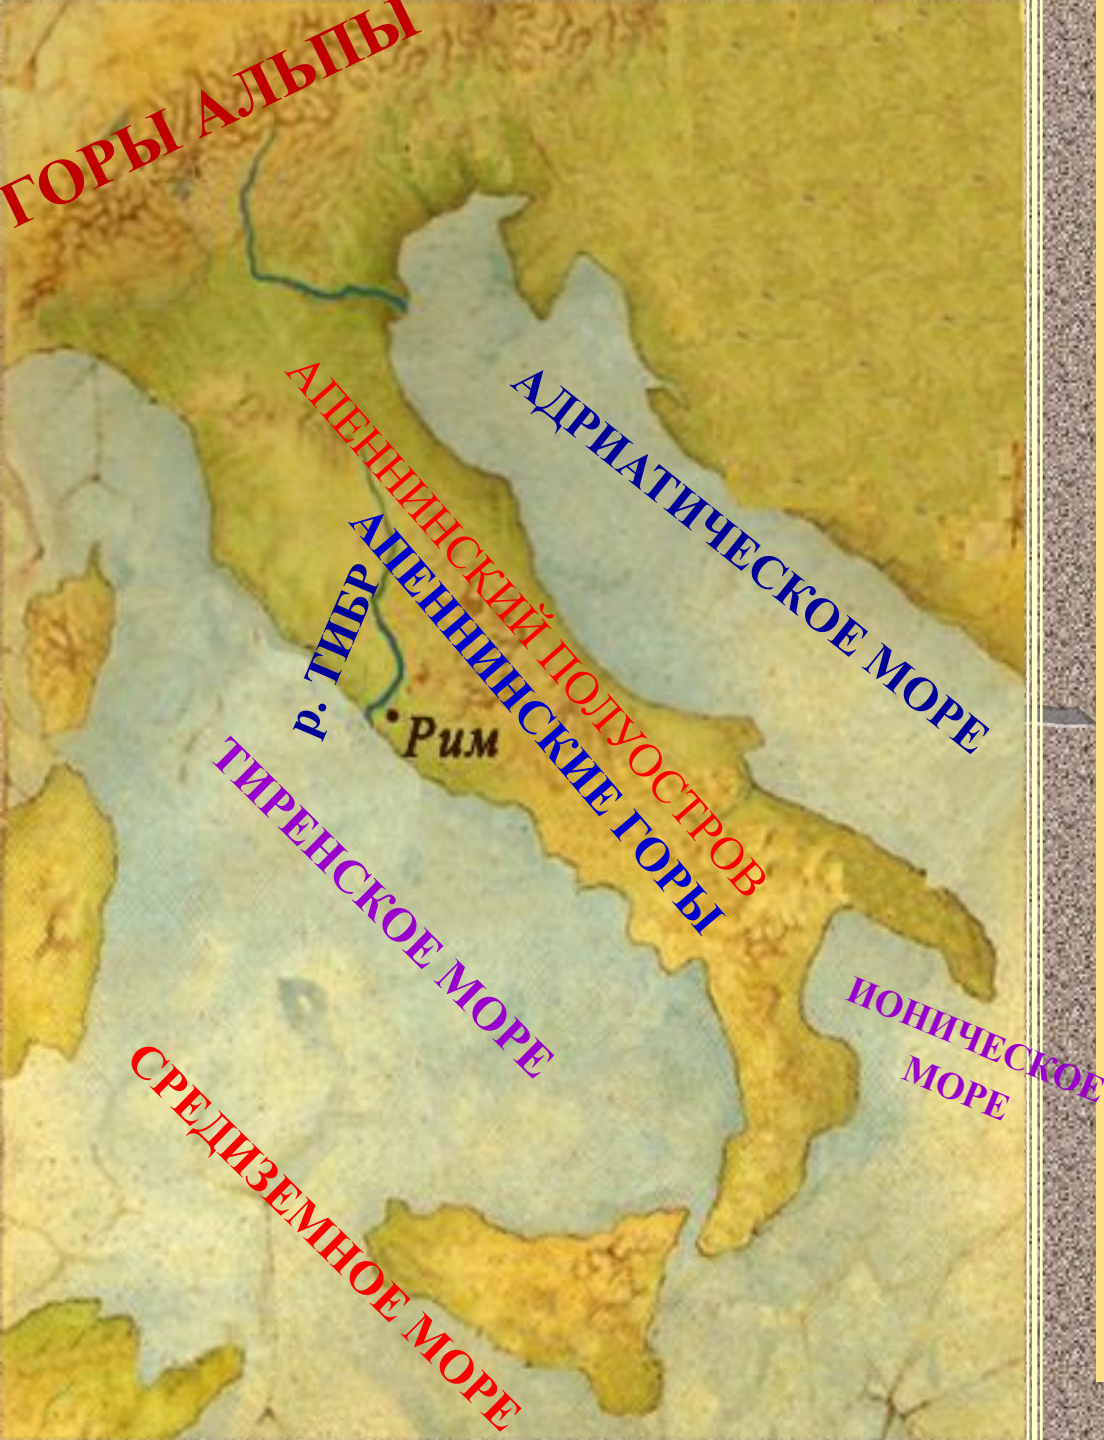 ГОРЫ АЛЬПЫ
АПЕННИНСКИЙ ПОЛУОСТРОВ
АДРИАТИЧЕСКОЕ МОРЕ
АПЕННИНСКИЕ ГОРЫ
р. ТИБР
Рим
ТИРЕНСКОЕ МОРЕ
ИОНИЧЕСКОЕ
МОРЕ
СРЕДИЗЕМНОЕ МОРЕ